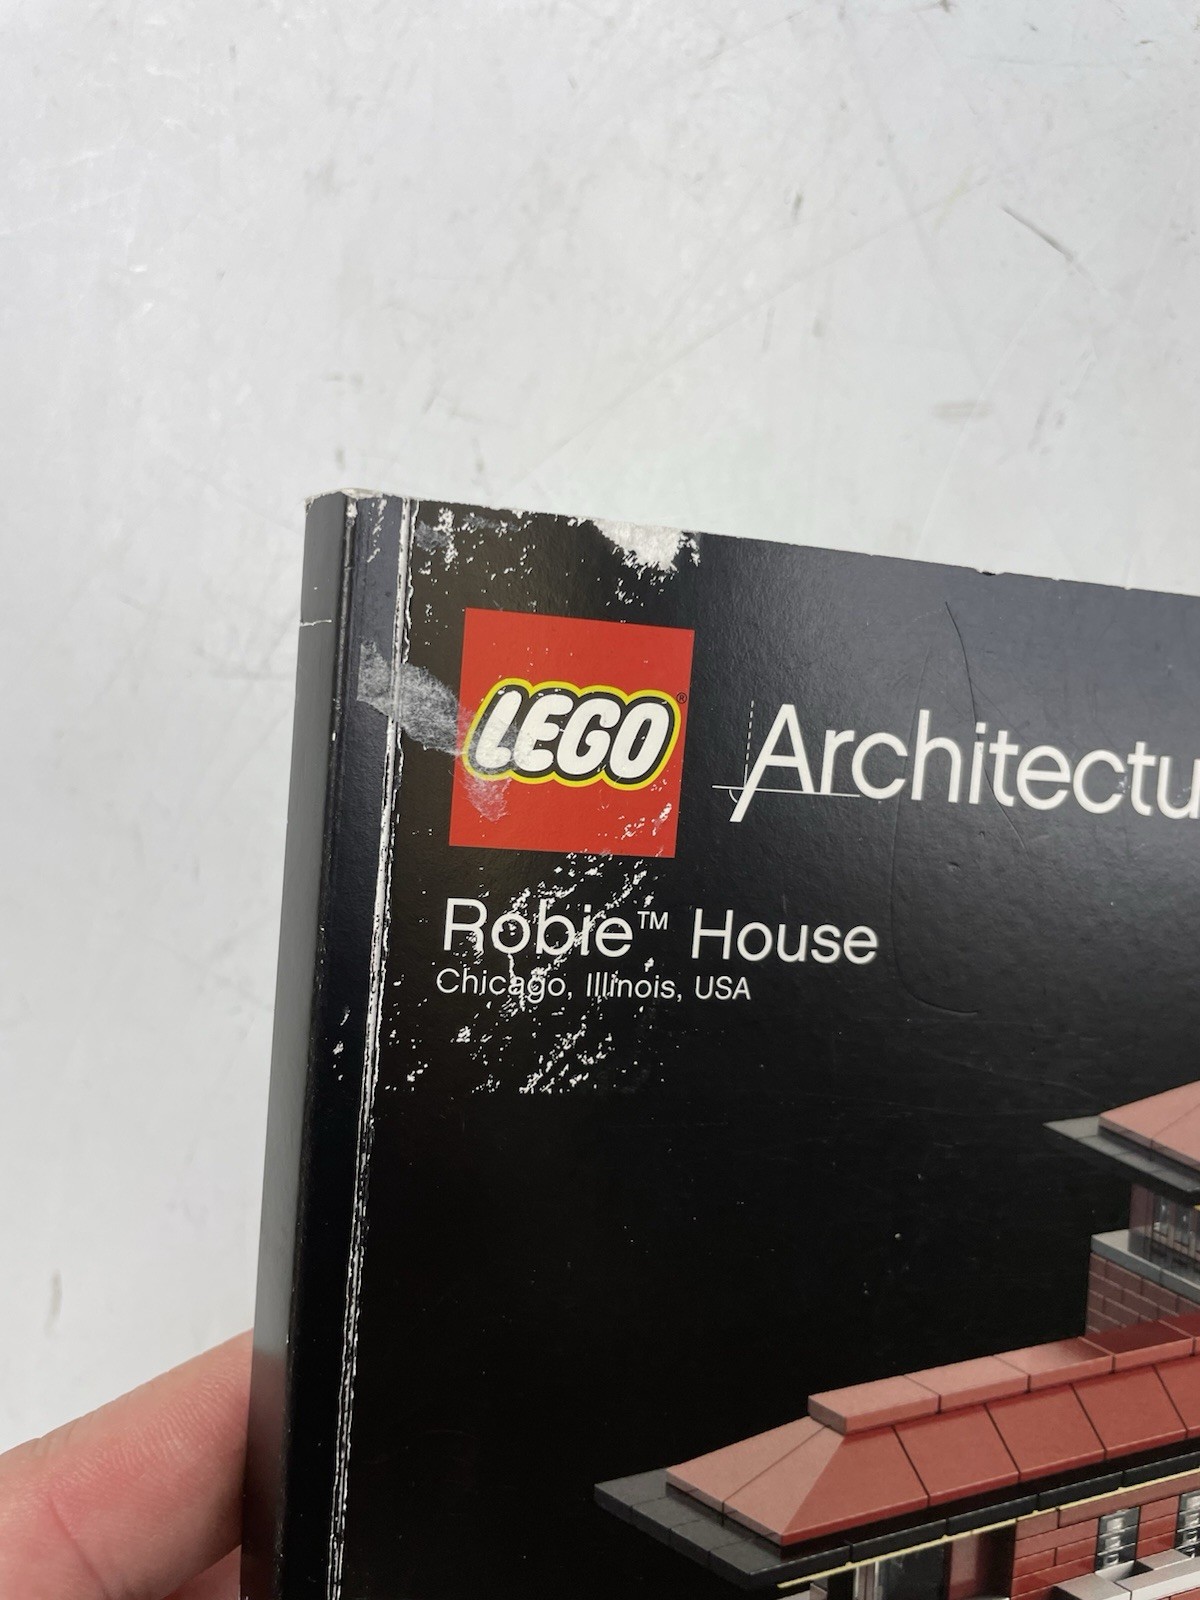 LEGO®
Architectu
Robie™ House
Chicago, Illinois, USA